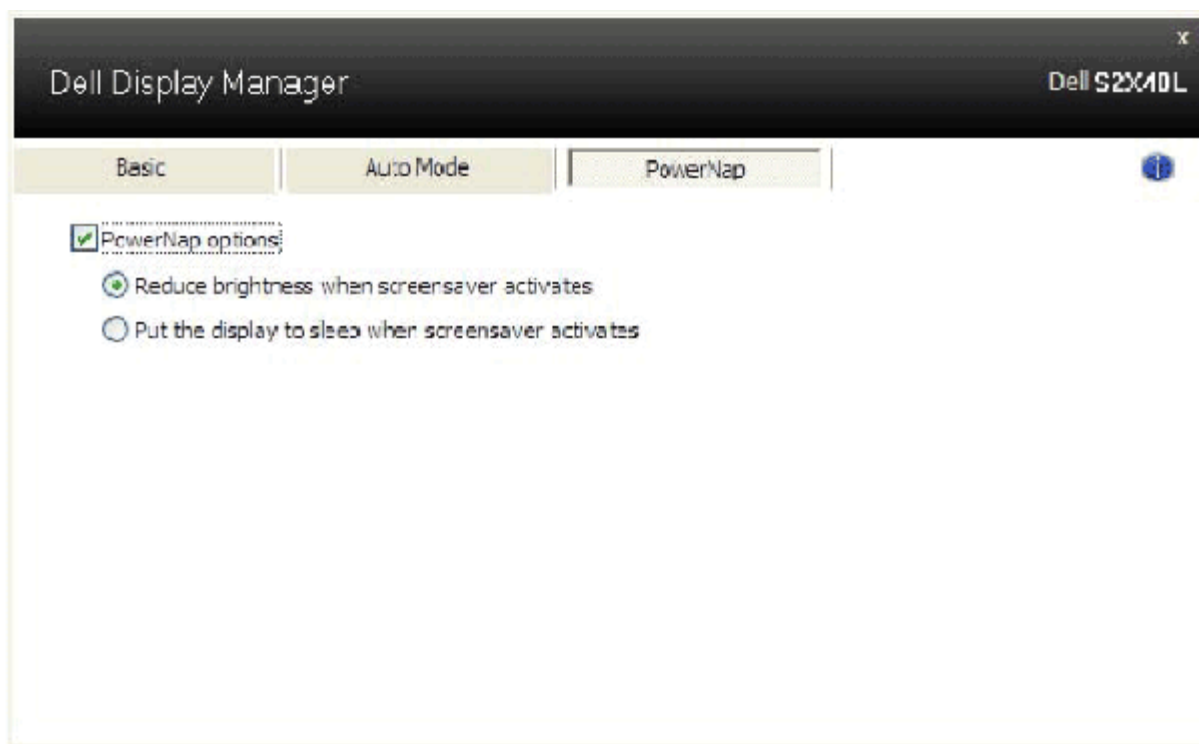 x
Dell Display Manager
Dell S2X40L
Basic
Auto Mode
PowerNap
PowerNap options
Reduce brightness when screensaver activates
Put the display to sleep when screensaver activates